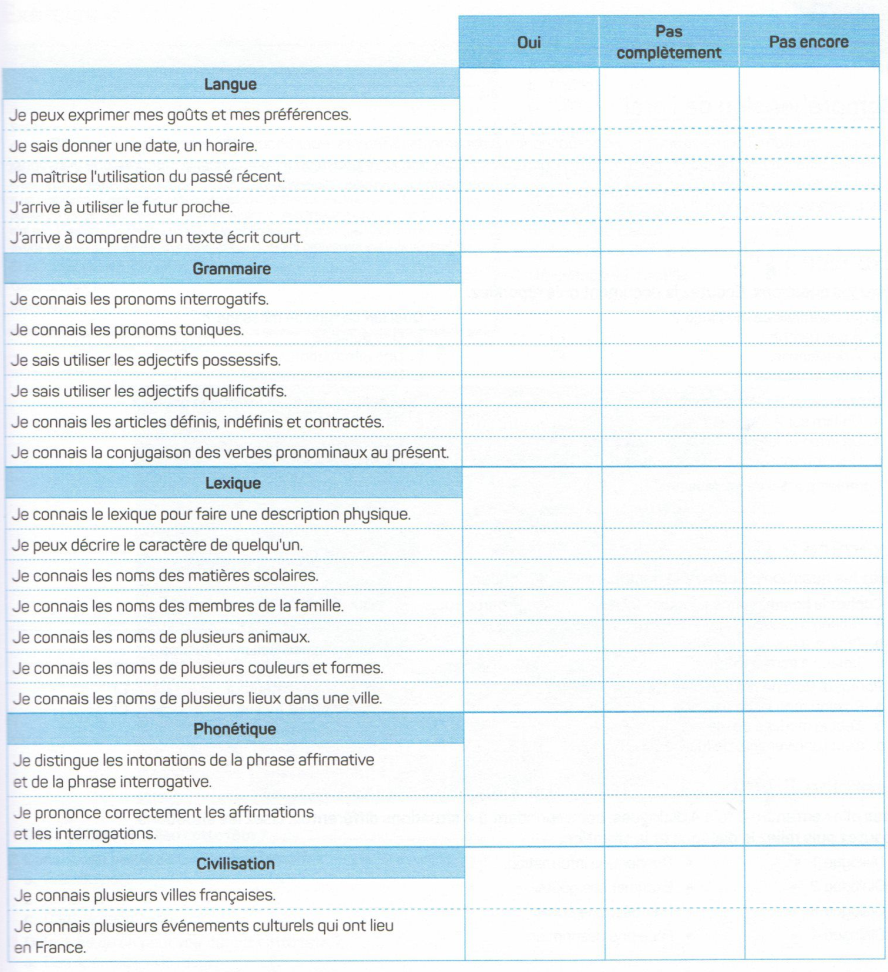 Oui
Pas
complètement
Pas encore
Langue
Je peux exprimer mes goûts et mes préférences.
Je sais donner une date, un horaire.
Je maîtrise l'utilisation du passé récent.
J'arrive à utiliser le futur proche.
J'arrive à comprendre un texte écrit court.
Grammaire
Je connais les pronoms interrogatifs.
Je connais les pronoms toniques.
Je sais utiliser les adjectifs possessifs.
Je sais utiliser les adjectifs qualificatifs.
Je connais les articles définis, indéfinis et contractés.
Je connais la conjugaison des verbes pronominaux au présent.
Lexique
Je connais le lexique pour faire une description physique.
Je peux décrire le caractère de quelqu'un.
Je connais les noms des matières scolaires.
Je connais les noms des membres de la famille.
Je connais les noms de plusieurs animaux.
Je connais les noms de plusieurs couleurs et formes.
Je connais les noms de plusieurs lieux dans une ville.
Phonétique
Je distingue les intonations de la phrase affirmative
et de la phrase interrogative.
Je prononce correctement les affirmations
et les interrogations.
Civilisation
Je connais plusieurs villes françaises.
Je connais plusieurs événements culturels qui ont lieu
en France.